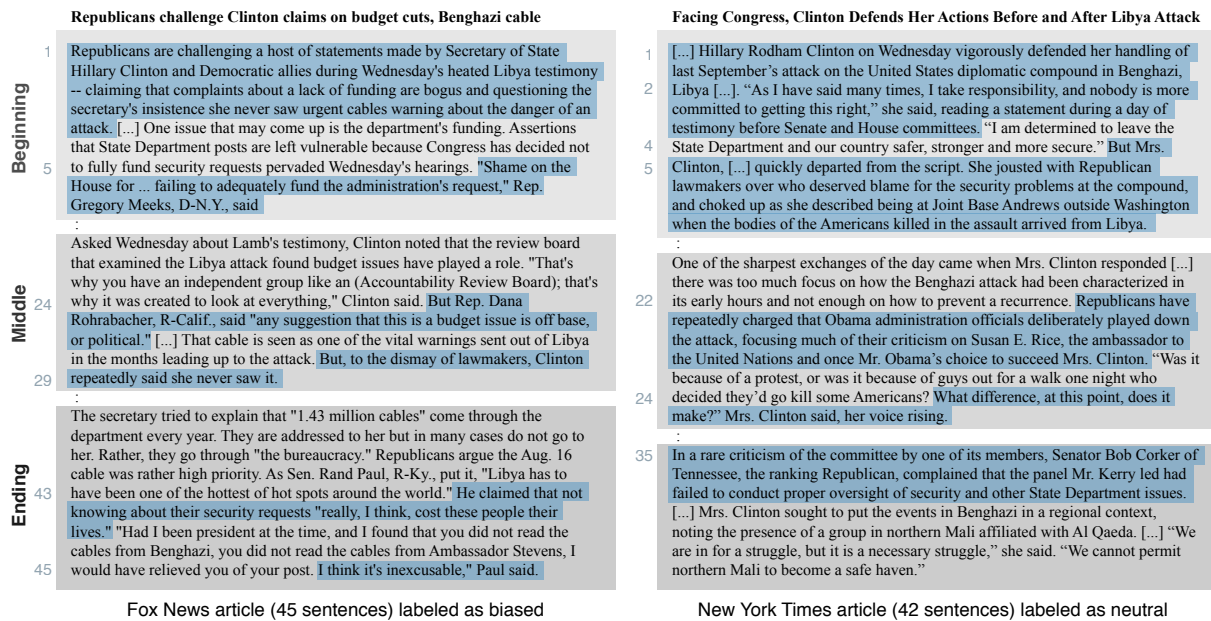 Republicans challenge Clinton claims on budget cuts, Benghazi cable
Beginning
1
Republicans are challenging a host of statements made by Secretary of State
Hillary Clinton and Democratic allies during Wednesday's heated Libya testimony
-- claiming that complaints about a lack of funding are bogus and questioning the
secretary's insistence she never saw urgent cables warning about the danger of an
attack. [...] One issue that may come up is the department's funding. Assertions
that State Department posts are left vulnerable because Congress has decided not
5
to fully fund security requests pervaded Wednesday's hearings. "Shame on the
House for ... failing to adequately fund the administration's request," Rep.
Gregory Meeks, D-N.Y., said
:
Middle
Asked Wednesday about Lamb's testimony, Clinton noted that the review board
that examined the Libya attack found budget issues have played a role. "That's
why you have an independent group like an (Accountability Review Board); that's
24
why it was created to look at everything," Clinton said. But Rep. Dana
Rohrabacher, R-Calif., said "any suggestion that this is a budget issue is off base,
or political." [...] That cable is seen as one of the vital warnings sent out of Libya
in the months leading up to the attack. But, to the dismay of lawmakers, Clinton
29
repeatedly said she never saw it.
:
Ending
The secretary tried to explain that "1.43 million cables" come through the
department every year. They are addressed to her but in many cases do not go to
her. Rather, they go through "the bureaucracy." Republicans argue the Aug. 16
cable was rather high priority. As Sen. Rand Paul, R-Ky., put it, "Libya has to
43
have been one of the hottest of hot spots around the world." He claimed that not
knowing about their security requests "really, I think, cost these people their
lives." "Had I been president at the time, and I found that you did not read the
cables from Benghazi, you did not read the cables from Ambassador Stevens, I
45
would have relieved you of your post. I think it's inexcusable," Paul said.
Fox News article (45 sentences) labeled as biased
Facing Congress, Clinton Defends Her Actions Before and After Libya Attack
1
[...] Hillary Rodham Clinton on Wednesday vigorously defended her handling of
last September's attack on the United States diplomatic compound in Benghazi,
2
Libya [...]. “As I have said many times, I take responsibility, and nobody is more
committed to getting this right,” she said, reading a statement during a day of
testimony before Senate and House committees. “I am determined to leave the
4
State Department and our country safer, stronger and more secure.” But Mrs.
5
Clinton, [...] quickly departed from the script. She jousted with Republican
lawmakers over who deserved blame for the security problems at the compound,
and choked up as she described being at Joint Base Andrews outside Washington
when the bodies of the Americans killed in the assault arrived from Libya.
:
One of the sharpest exchanges of the day came when Mrs. Clinton responded [...]
there was too much focus on how the Benghazi attack had been characterized in
22
its early hours and not enough on how to prevent a recurrence. Republicans have
repeatedly charged that Obama administration officials deliberately played down
the attack, focusing much of their criticism on Susan E. Rice, the ambassador to
the United Nations and once Mr. Obama's choice to succeed Mrs. Clinton. “Was it
because of a protest, or was it because of guys out for a walk one night who
24
decided they'd go kill some Americans? What difference, at this point, does it
make?” Mrs. Clinton said, her voice rising.
:
35
In a rare criticism of the committee by one of its members, Senator Bob Corker of
Tennessee, the ranking Republican, complained that the panel Mr. Kerry led had
failed to conduct proper oversight of security and other State Department issues.
[...] Mrs. Clinton sought to put the events in Benghazi in a regional context,
noting the presence of a group in northern Mali affiliated with Al Qaeda. [...] “We
are in for a struggle, but it is a necessary struggle,” she said. “We cannot permit
northern Mali to become a safe haven.”
New York Times article (42 sentences) labeled as neutral